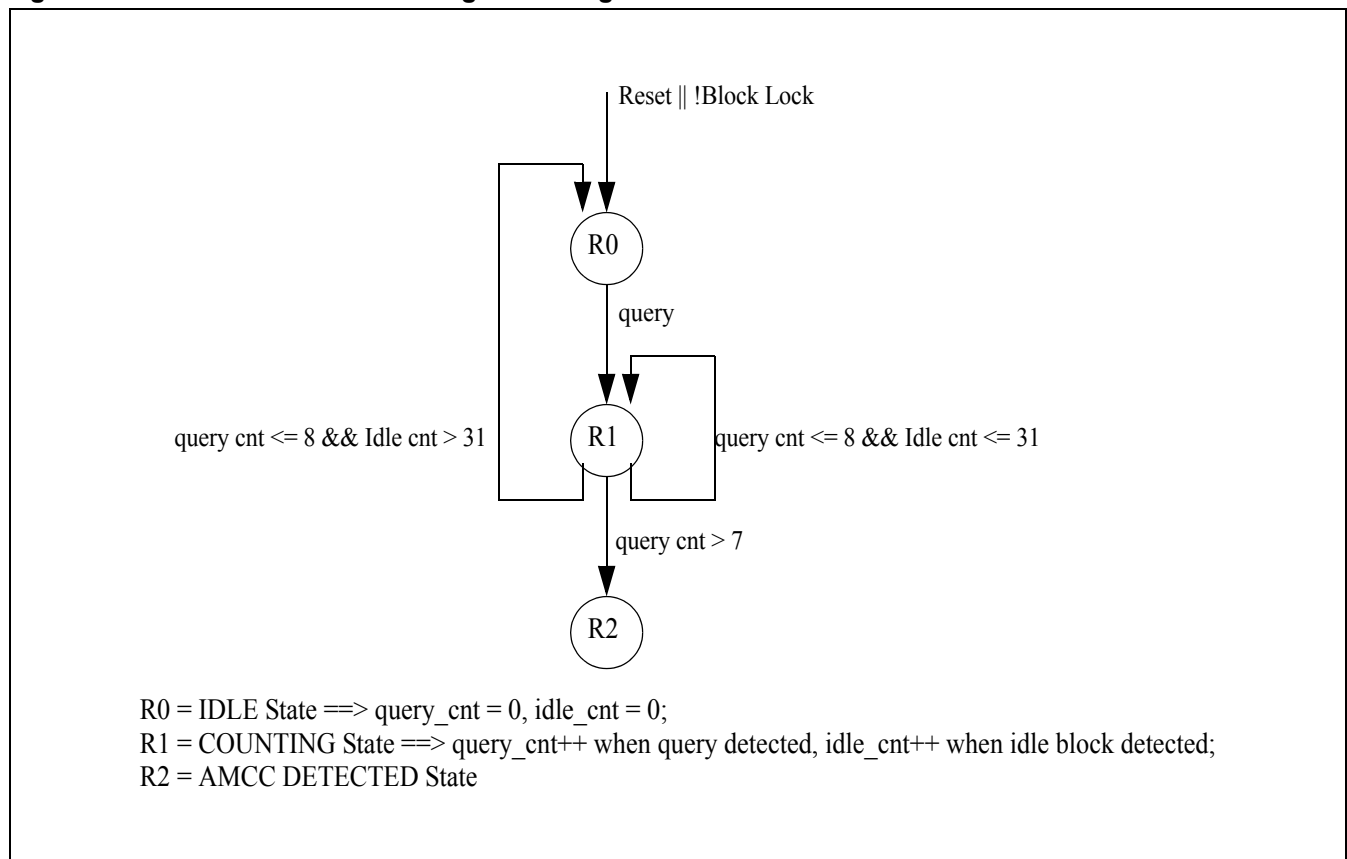 Reset || !Block Lock
R0
query
query cnt <= 8 && Idle cnt > 31
R1
query cnt <= 8 && Idle cnt <= 31
query cnt > 7
R2
R0 = IDLE State ==> query_cnt = 0, idle_cnt = 0;
R1 = COUNTING State ==> query_cnt++ when query detected, idle_cnt++ when idle block detected;
R2 = AMCC DETECTED State